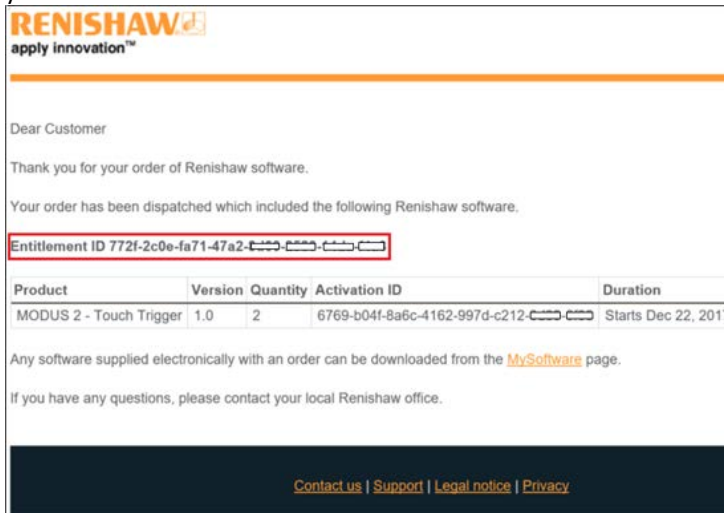 RENISHAW
apply innovation™
Dear Customer
Thank you for your order of Renishaw software.
Your order has been dispatched which included the following Renishaw software.
Entitlement ID 772f-2c0e-fa71-47a2-
Product Version Quantity Activation ID Duration
MODUS 2 - Touch Trigger 1.0 2 6769-b04f-8a6c-4162-997d-c212- Starts Dec 22, 2017
Any software supplied electronically with an order can be downloaded from the MySoftware page.
If you have any questions, please contact your local Renishaw office.
Contact us | Support | Legal notice | Privacy